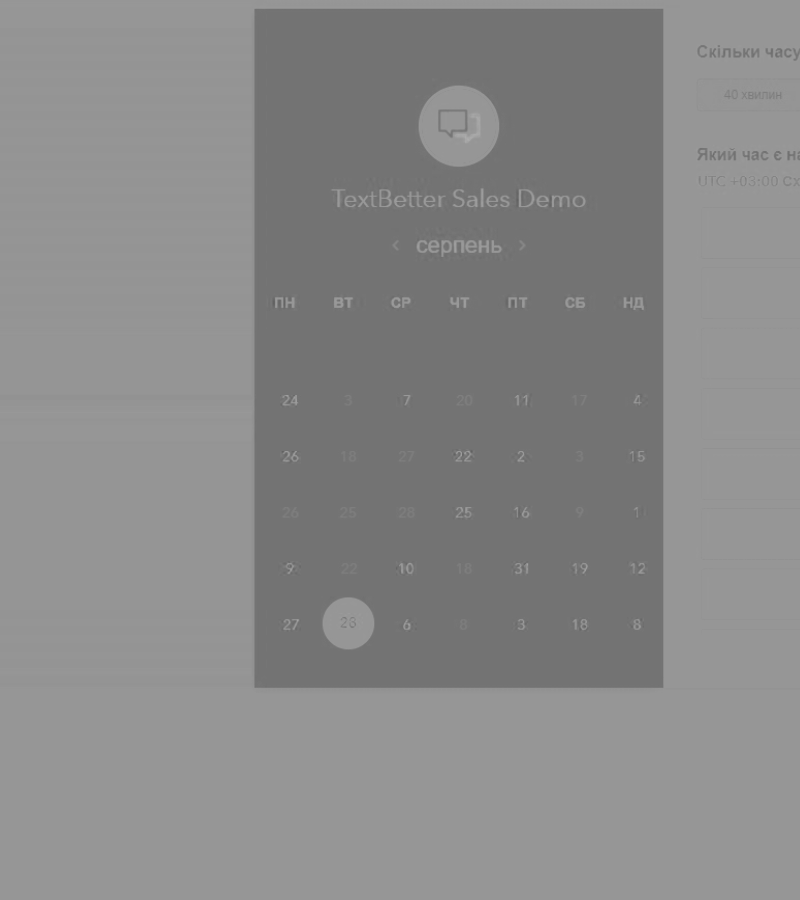 TextBetter Sales Demo
< серпень >
ПН ВТ СР ЧТ ПТ СБ НД
24 3 7 20 11 17 4
26 18 27 22 2 3 15
26 25 28 25 16 9 1
9 22 10 18 31 19 12
27 28 6 8 3 18 8
Скільки часу
40 хвилин
Який час є на
UTC +03:00 Сх